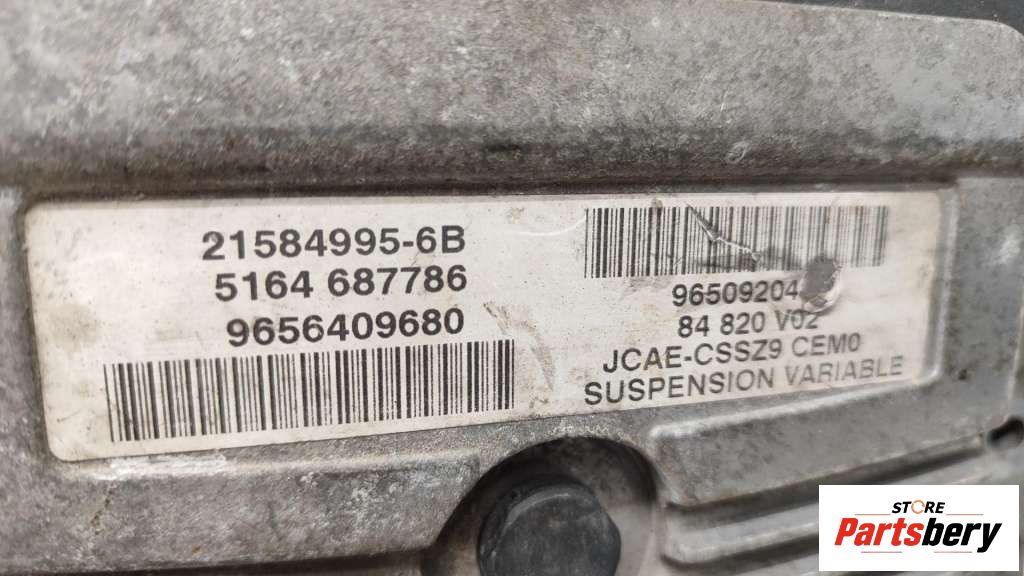 21584995-6B
5164 687786
9656409680
96509204
84 820 V02
JCAE-CSSZ9 CEM0
SUSPENSION VARIABLE
STORE
Partsbery